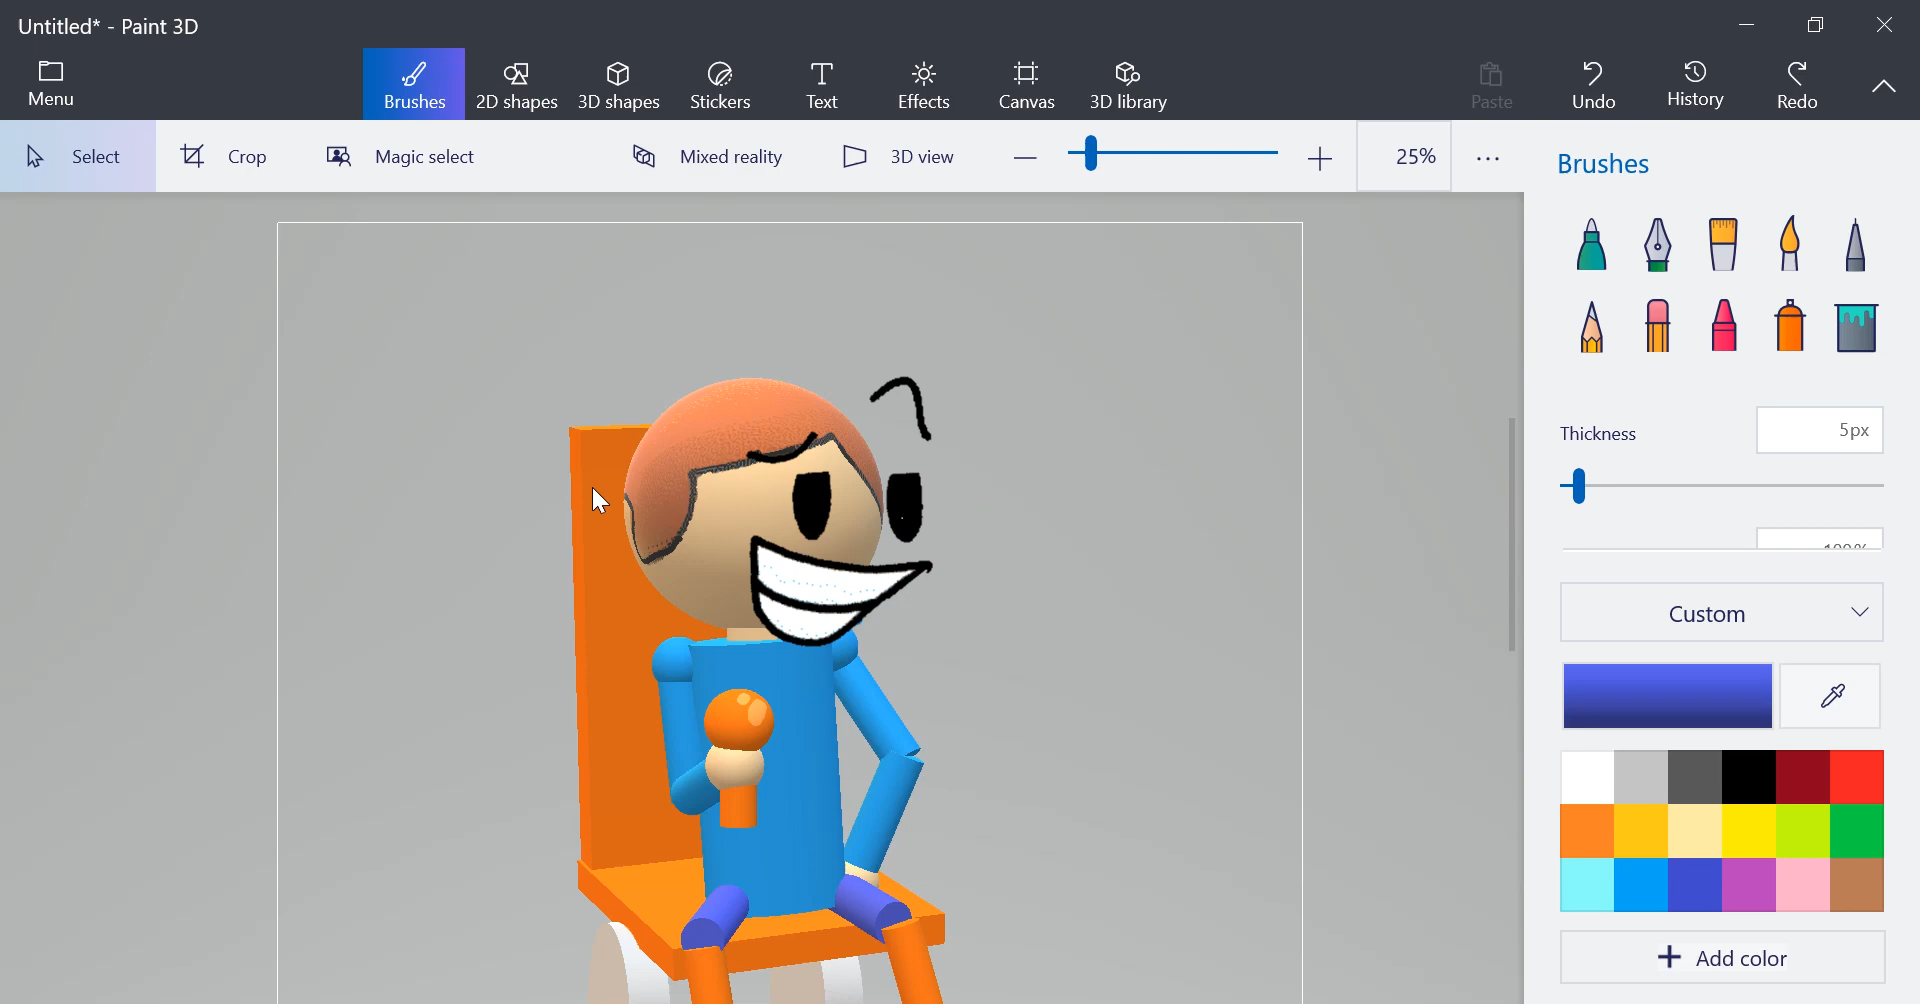 Untitled* - Paint 3D
Menu
Brushes
2D shapes
3D shapes
Stickers
Text
Effects
Canvas
3D library
Paste
Undo
History
Redo
Select
Crop
Magic select
Mixed reality
3D view
25%
Brushes
Thickness
5px
Custom
Add color